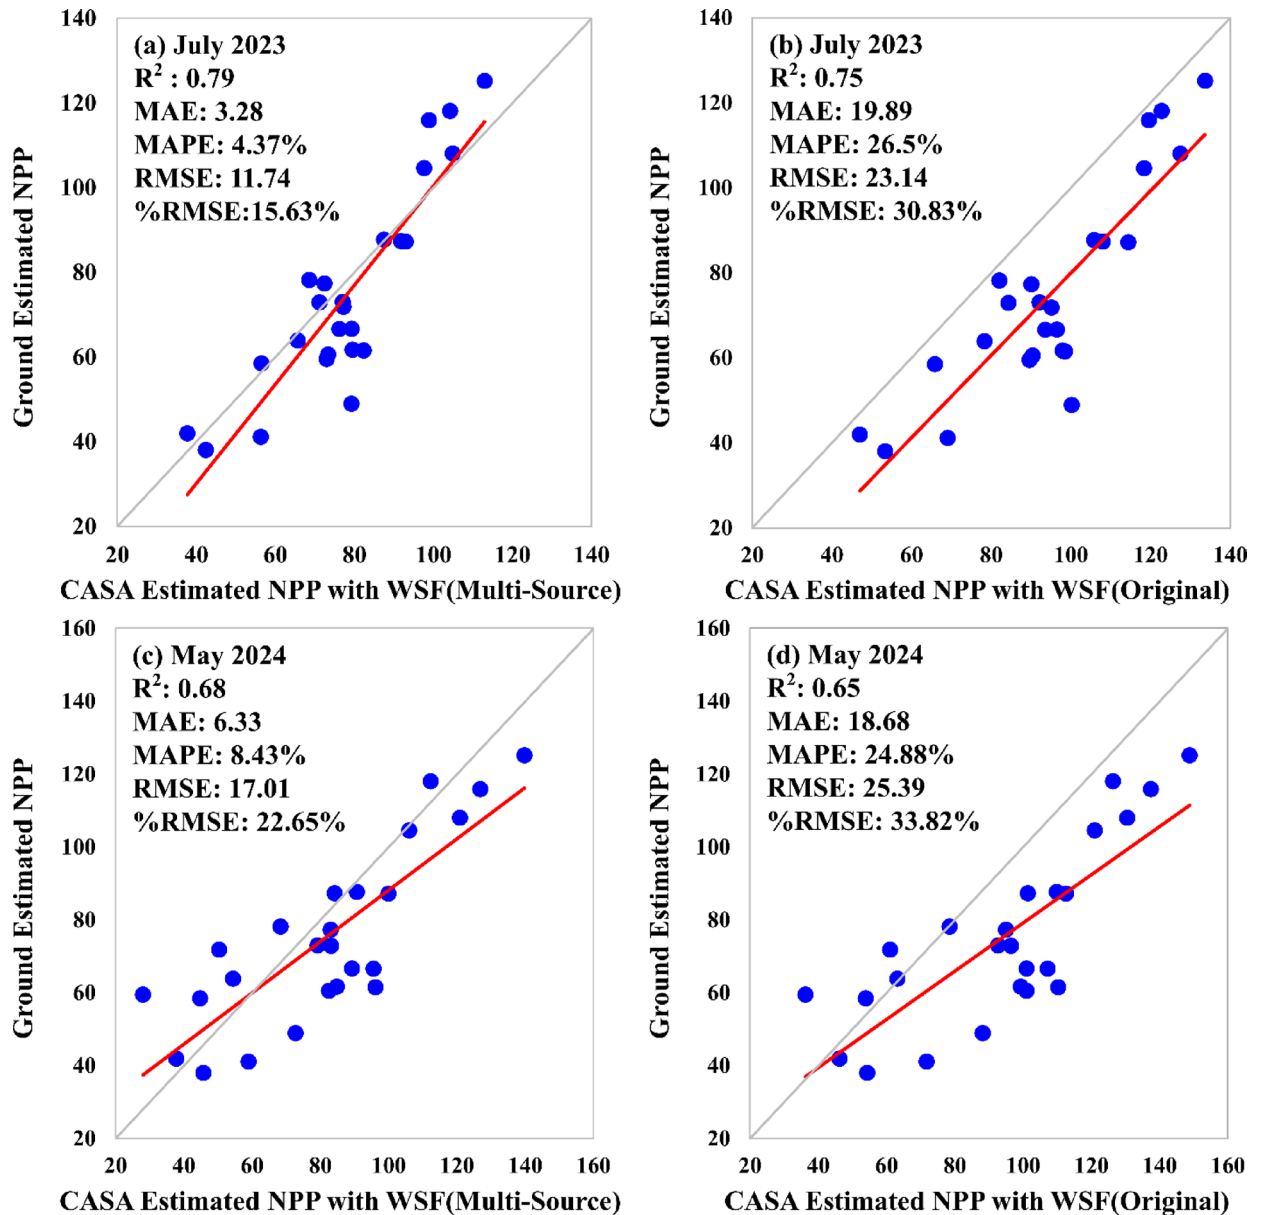 (a) July 2023
R² : 0.79
MAE: 3.28
MAPE: 4.37%
RMSE: 11.74
%RMSE:15.63%
Ground Estimated NPP
140
120
100
80
60
40
20
20 40 60 80 100 120 140
CASA Estimated NPP with WSF(Multi-Source)
(b) July 2023
R²: 0.75
MAE: 19.89
MAPE: 26.5%
RMSE: 23.14
%RMSE: 30.83%
Ground Estimated NPP
140
120
100
80
60
40
20
20 40 60 80 100 120 140
CASA Estimated NPP with WSF(Original)
(c) May 2024
R²: 0.68
MAE: 6.33
MAPE: 8.43%
RMSE: 17.01
%RMSE: 22.65%
Ground Estimated NPP
160
140
120
100
80
60
40
20
20 40 60 80 100 120 140 160
CASA Estimated NPP with WSF(Multi-Source)
(d) May 2024
R²: 0.65
MAE: 18.68
MAPE: 24.88%
RMSE: 25.39
%RMSE: 33.82%
Ground Estimated NPP
160
140
120
100
80
60
40
20
20 40 60 80 100 120 140 160
CASA Estimated NPP with WSF(Original)